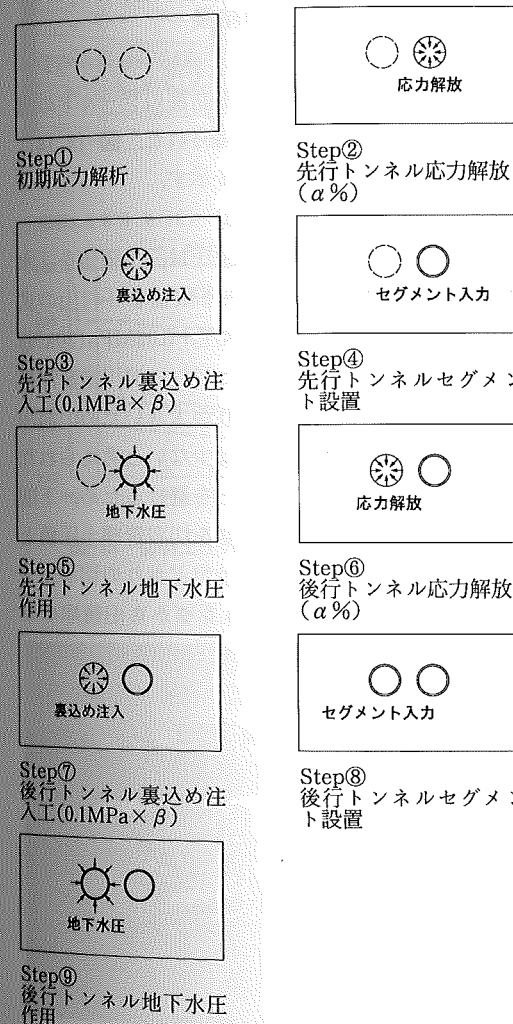 Step①
初期応力解析
応力解放
Step②
先行トンネル応力解放
(α%)
裏込め注入
Step③
先行トンネル裏込め注
入工(0.1MPa×β)
セグメント入力
Step④
先行トンネルセグメン
ト設置
地下水圧
Step⑤
先行トンネル地下水圧
作用
応力解放
Step⑥
後行トンネル応力解放
(α%)
裏込め注入
Step⑦
後行トンネル裏込め注
入工(0.1MPa×β)
セグメント入力
Step⑧
後行トンネルセグメン
ト設置
地下水圧
Step⑨
後行トンネル地下水圧
作用